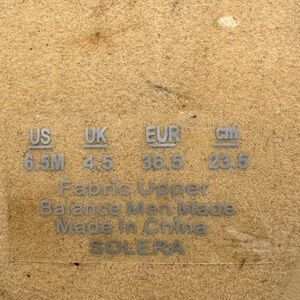 US UK EUR cm
6.5M 4.5 36.5 23.5
Fabric Upper
Balance Man Made
Made In China
SOLERA